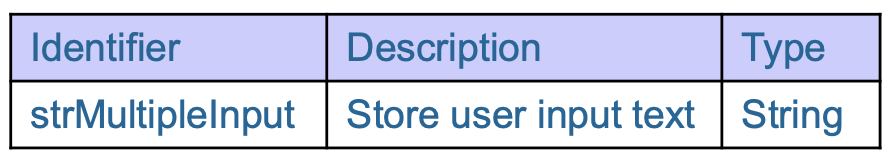 Identifier Description Type
strMultipleInput Store user input text String